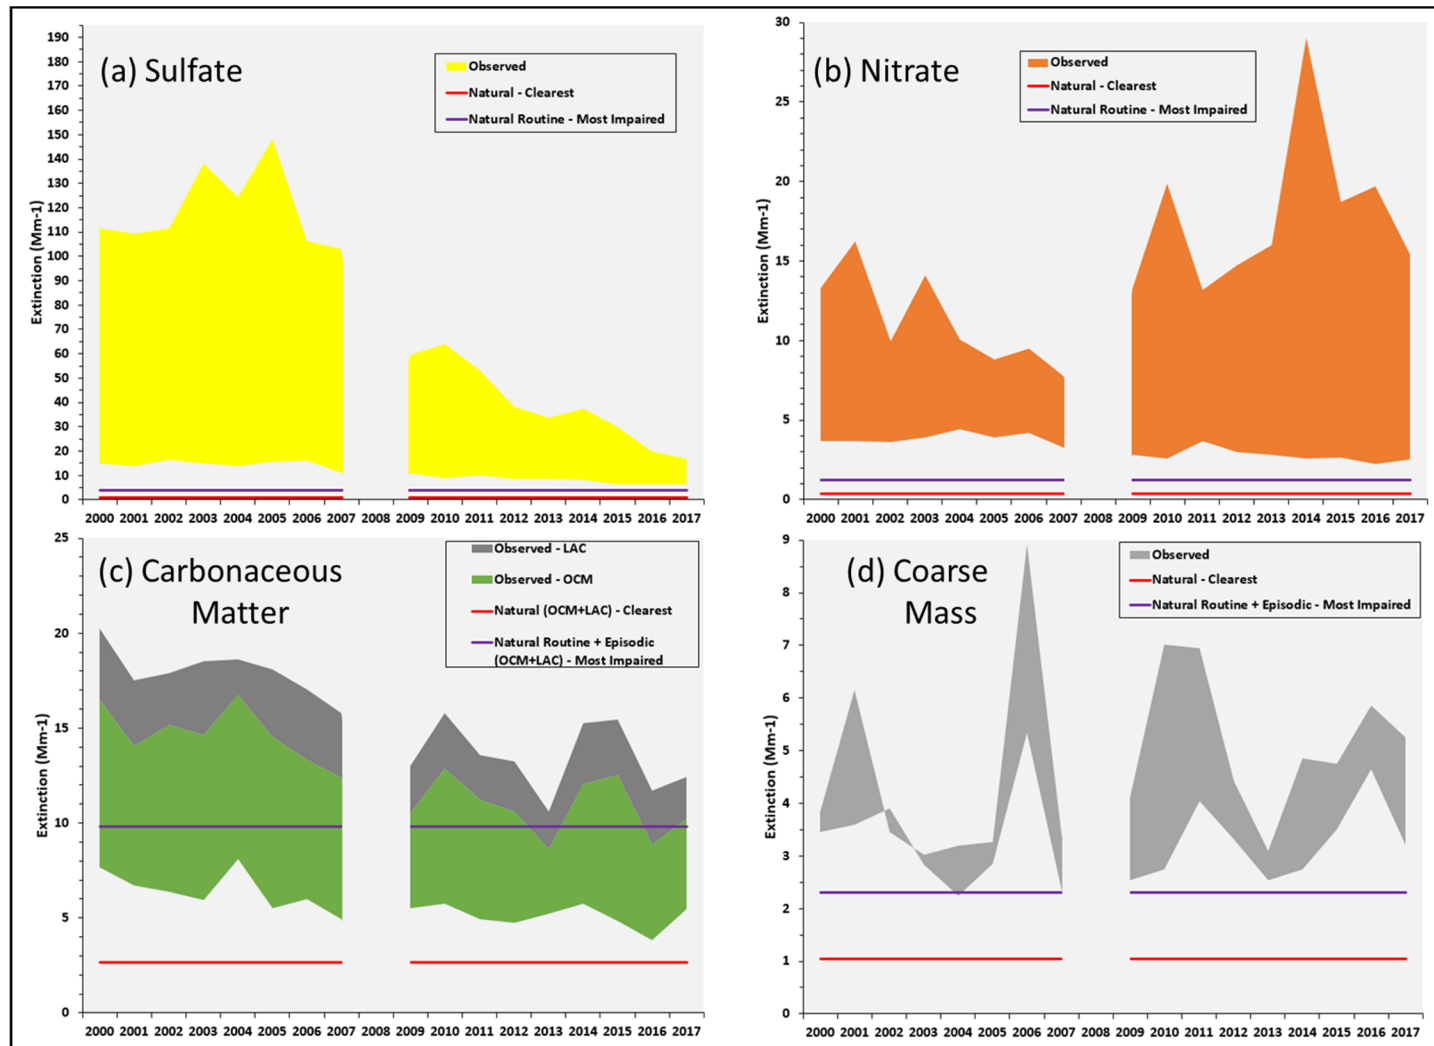 (a) Sulfate
Observed
Natural - Clearest
Natural Routine - Most Impaired
Extinction (Mm-1)
190
180
170
160
150
140
130
120
110
100
90
80
70
60
50
40
30
20
10
0
2000 2001 2002 2003 2004 2005 2006 2007 2008 2009 2010 2011 2012 2013 2014 2015 2016 2017
(b) Nitrate
Observed
Natural - Clearest
Natural Routine - Most Impaired
Extinction (Mm-1)
30
25
20
15
10
5
0
2000 2001 2002 2003 2004 2005 2006 2007 2008 2009 2010 2011 2012 2013 2014 2015 2016 2017
(c) Carbonaceous
Matter
Observed - LAC
Observed - OCM
Natural (OCM+LAC) - Clearest
Natural Routine + Episodic
(OCM+LAC) - Most Impaired
Extinction (Mm-1)
25
20
15
10
5
0
2000 2001 2002 2003 2004 2005 2006 2007 2008 2009 2010 2011 2012 2013 2014 2015 2016 2017
(d) Coarse
Mass
Observed
Natural - Clearest
Natural Routine + Episodic - Most Impaired
Extinction (Mm-1)
9
8
7
6
5
4
3
2
1
0
2000 2001 2002 2003 2004 2005 2006 2007 2008 2009 2010 2011 2012 2013 2014 2015 2016 2017